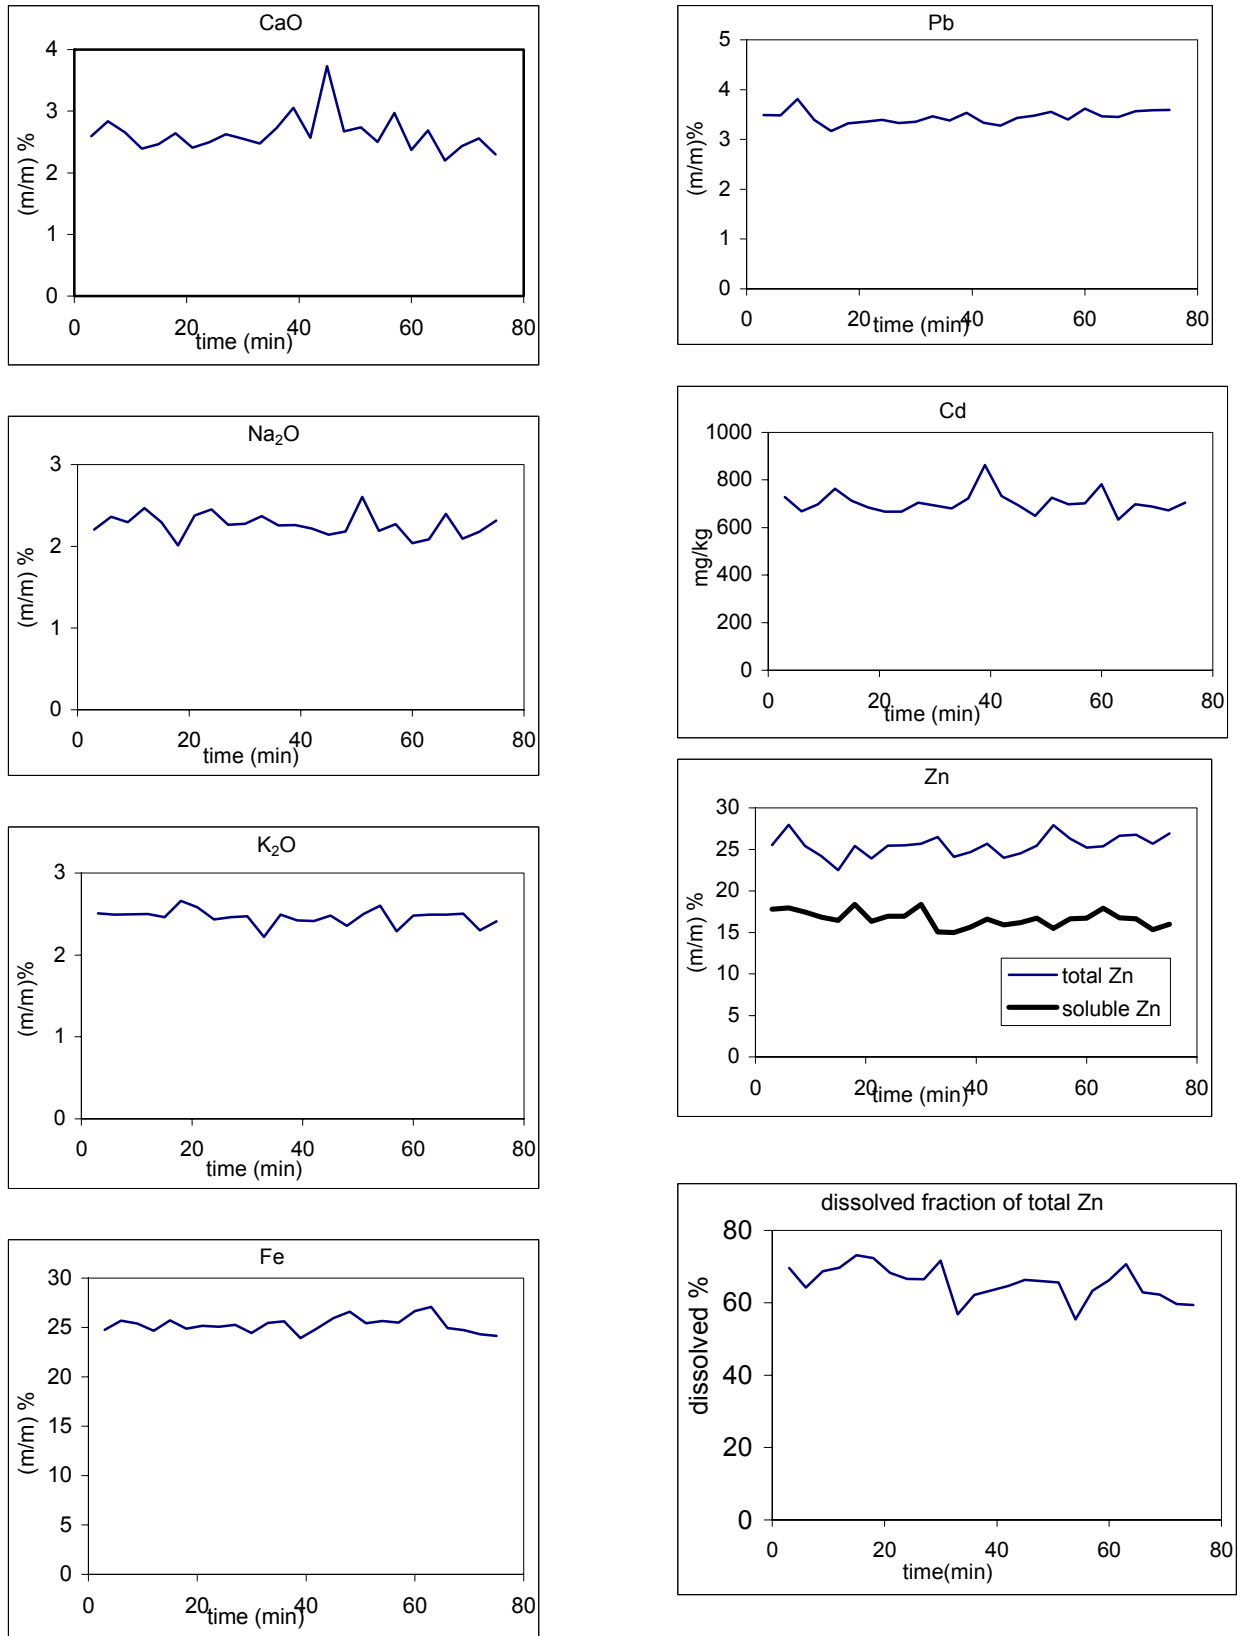 CaO
4
3
2
1
0
0 20 40 60 80
time (min)
(m/m) %
Na₂O
3
2
1
0
0 20 40 60 80
time (min)
(m/m) %
K₂O
3
2
1
0
0 20 40 60 80
time (min)
(m/m)%
Fe
30
25
20
15
10
5
0
0 20 40 60 80
time (min)
(m/m) %
Pb
5
4
3
2
1
0
0 20 40 60 80
time (min)
(m/m)%
Cd
1000
800
600
400
200
0
0 20 40 60 80
time (min)
mg/kg
Zn
30
25
20
15
10
5
0
0 20 40 60 80
time (min)
(m/m) %
total Zn
soluble Zn
dissolved fraction of total Zn
80
60
40
20
0
0 20 40 60 80
time(min)
dissolved %